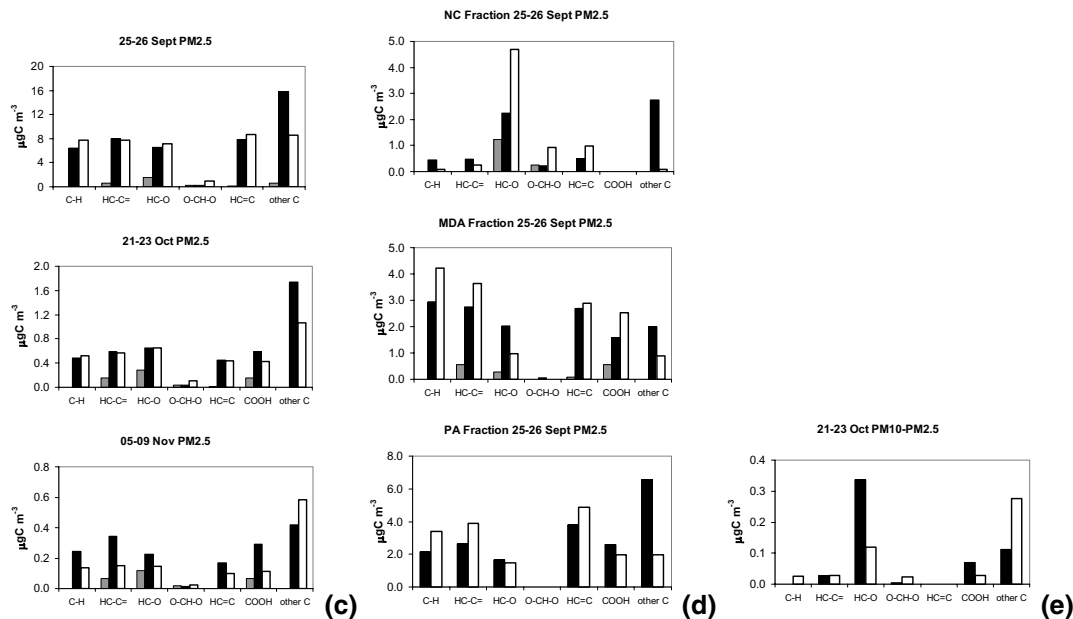 25-26 Sept PM2.5
µgC m-3
20
16
12
8
4
0
C-H HC-C= HC-O O-CH-O HC=C other C
21-23 Oct PM2.5
µgC m-3
2.0
1.6
1.2
0.8
0.4
0.0
C-H HC-C= HC-O O-CH-O HC=C COOH other C
05-09 Nov PM2.5
µgC m-3
0.8
0.6
0.4
0.2
0.0
C-H HC-C= HC-O O-CH-O HC=C COOH other C
(c)
NC Fraction 25-26 Sept PM2.5
µgC m-3
5.0
4.0
3.0
2.0
1.0
0.0
C-H HC-C= HC-O O-CH-O HC=C COOH other C
MDA Fraction 25-26 Sept PM2.5
µgC m-3
5.0
4.0
3.0
2.0
1.0
0.0
C-H HC-C= HC-O O-CH-O HC=C COOH other C
PA Fraction 25-26 Sept PM2.5
µgC m-3
8.0
6.0
4.0
2.0
0.0
C-H HC-C= HC-O O-CH-O HC=C COOH other C
(d)
21-23 Oct PM10-PM2.5
µgC m-3
0.4
0.3
0.2
0.1
0.0
C-H HC-C= HC-O O-CH-O HC=C COOH other C
(e)